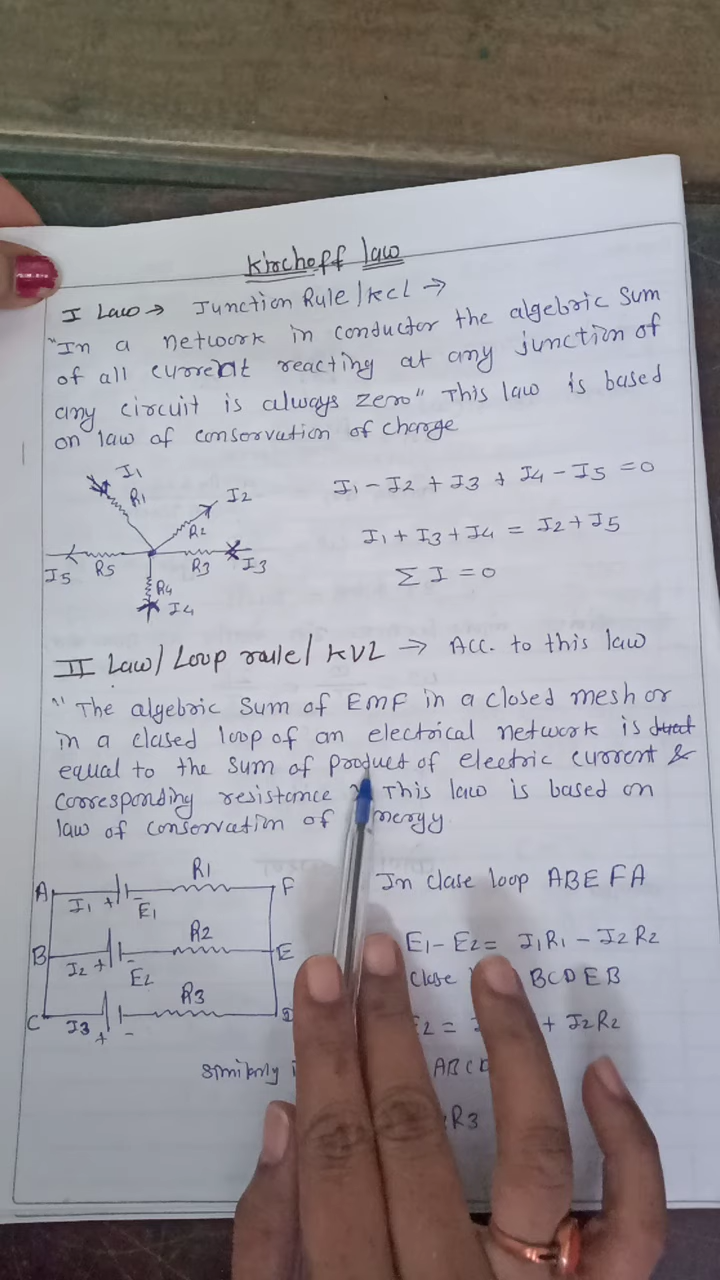 Kirchoff law
I Law → Junction Rule/KCL →
"In a network in conductor the algebric Sum
of all current reacting at any junction of
any circuit is always zero" This law is based
on law of conservation of charge
I1
R1
I2
R2
I5
R5
R3
I3
R4
I4
I1 - I2 + I3 + I4 - I5 = 0
I1 + I3 + I4 = I2 + I5
Σ I = 0
II Law/ Loop rule/ KVL → Acc. to this law
"The algebric Sum of EMF in a closed mesh or
in a closed loop of an electrical network is
equal to the Sum of Product of electric current &
Corresponding resistance This law is based on
law of conservation of energy
A
I1 +
-
E1
R1
F
B
I2 +
-
E2
R2
E
C
I3 +
-
R3
In close loop ABEFA
E1 - E2 = I1R1 - I2R2
close BCDEB
2 = + I2R2
Similarly
ABCD
R3